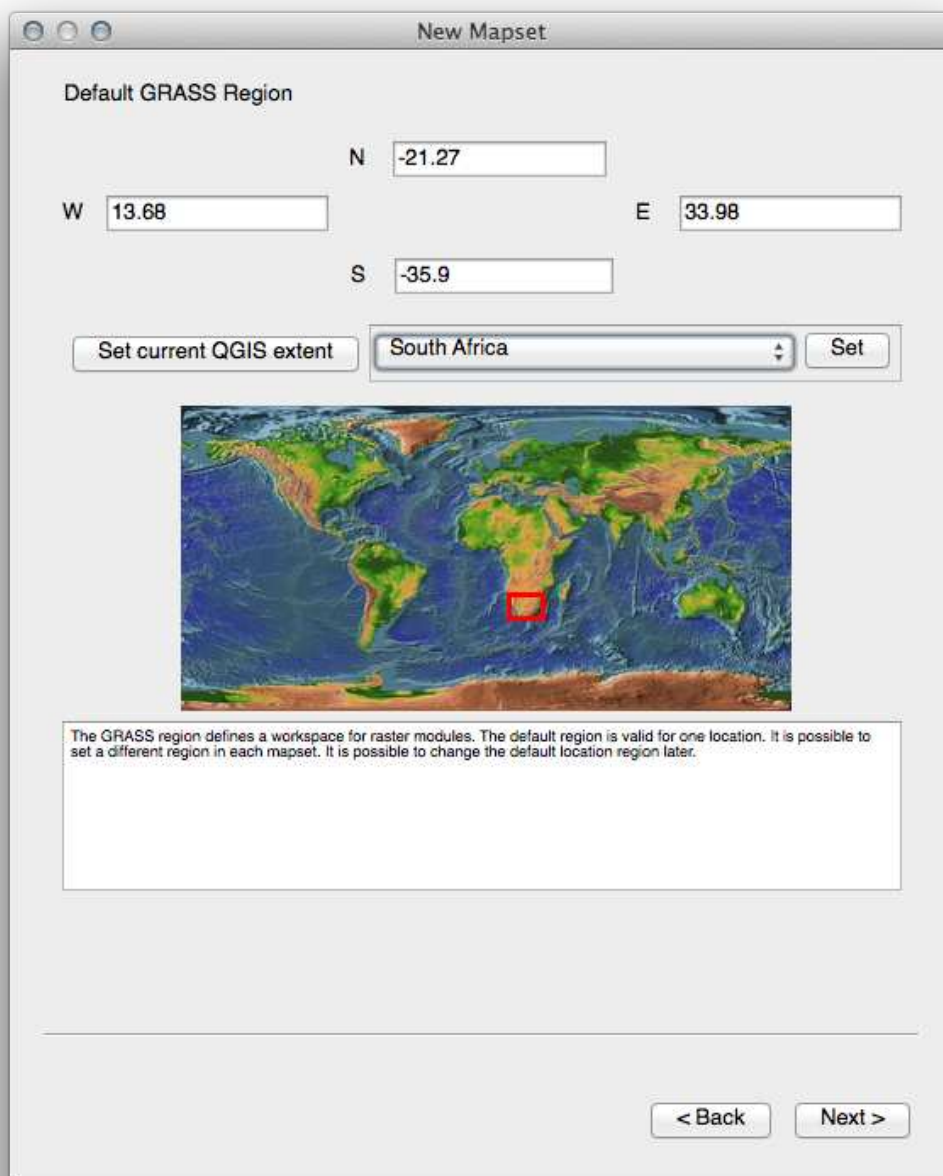 New Mapset
Default GRASS Region
N -21.27
W 13.68 E 33.98
S -35.9
Set current QGIS extent South Africa Set
The GRASS region defines a workspace for raster modules. The default region is valid for one location. It is possible to
set a different region in each mapset. It is possible to change the default location region later.
< Back Next >